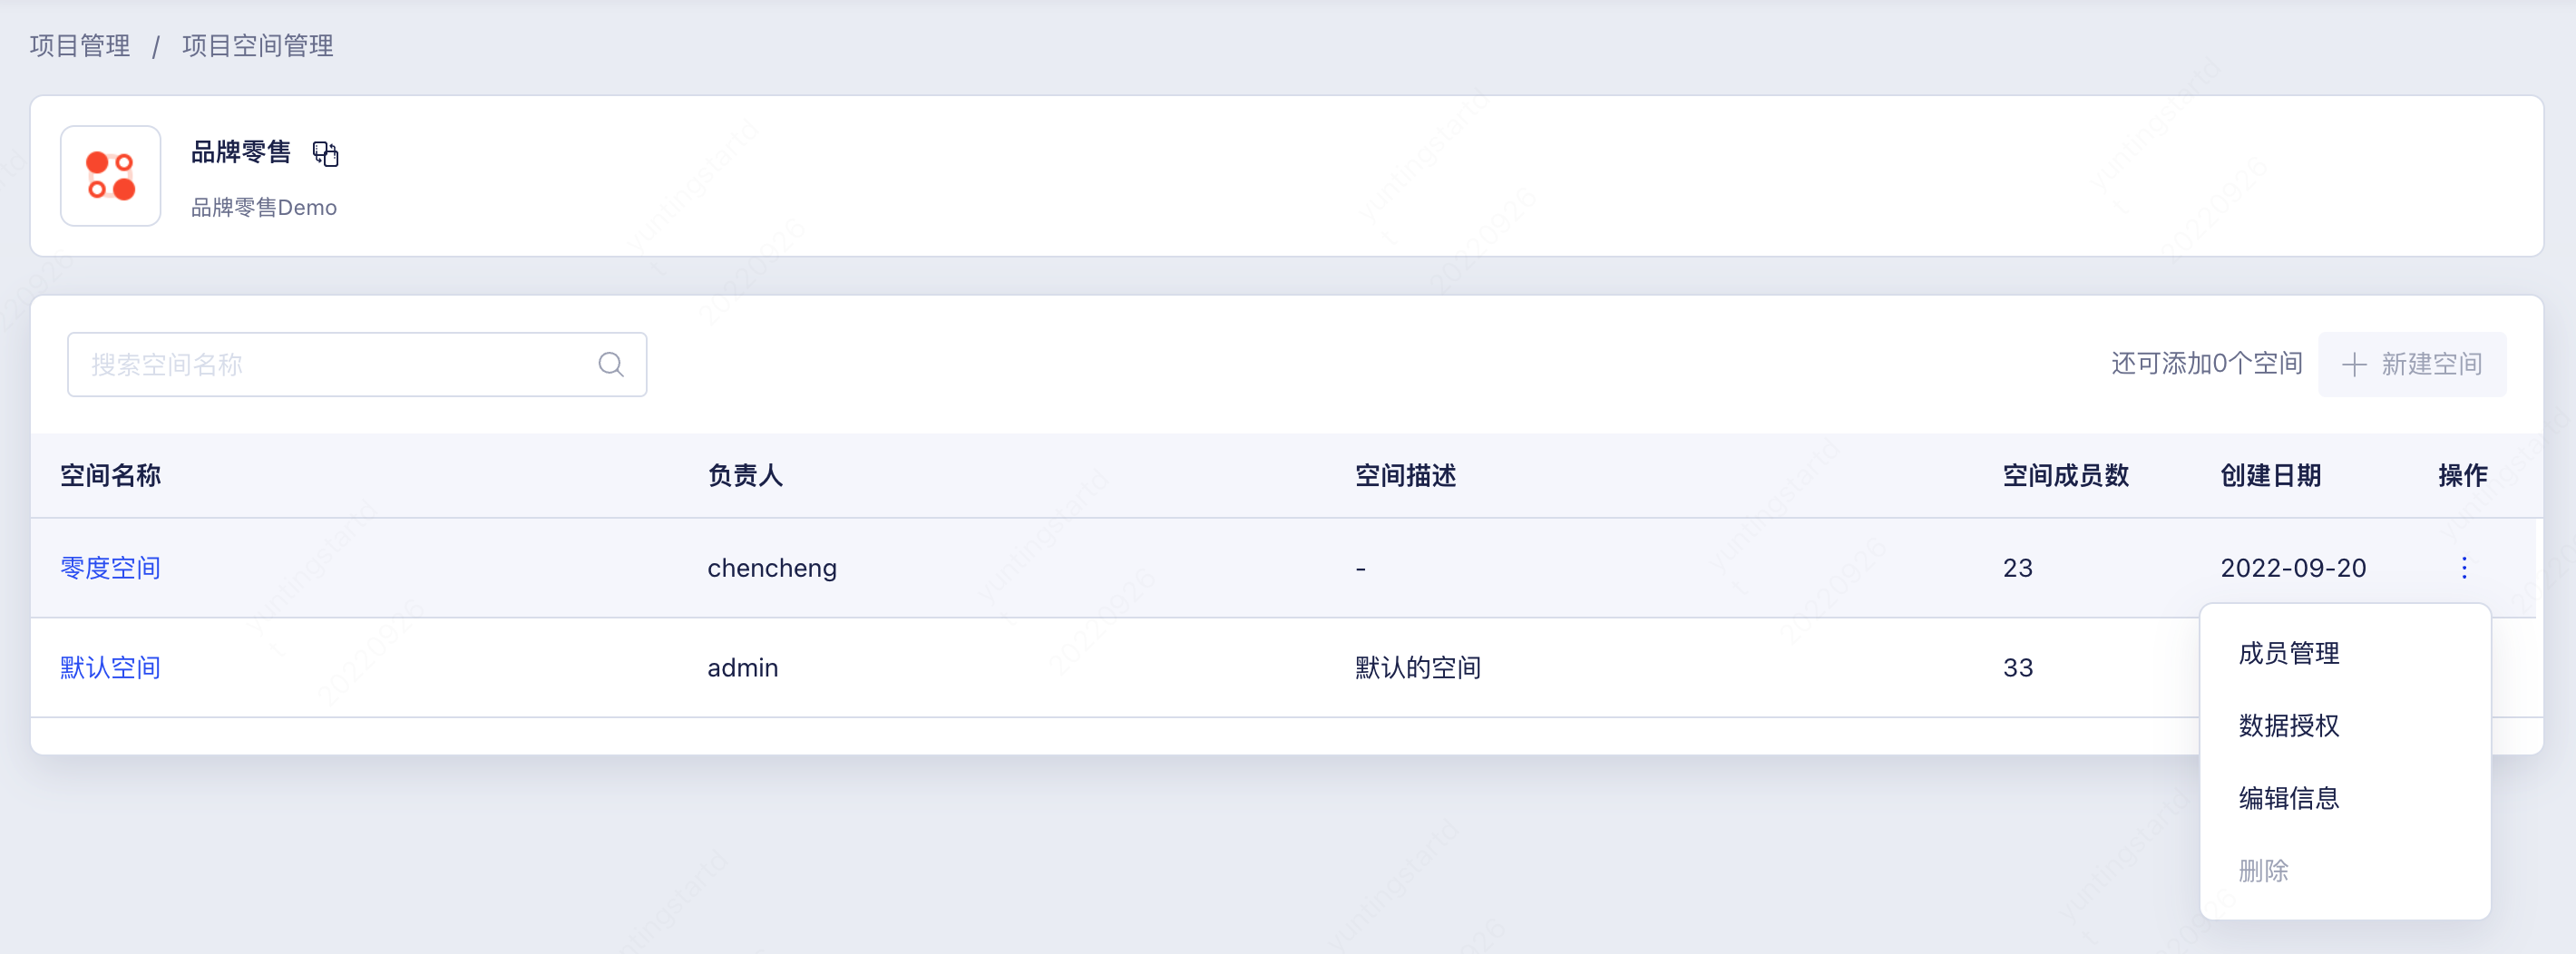 项目管理 / 项目空间管理
品牌零售
品牌零售Demo
搜索空间名称
还可添加0个空间 新建空间
空间名称 负责人 空间描述 空间成员数 创建日期 操作
零度空间 chencheng - 23 2022-09-20
默认空间 admin 默认的空间 33
成员管理
数据授权
编辑信息
删除